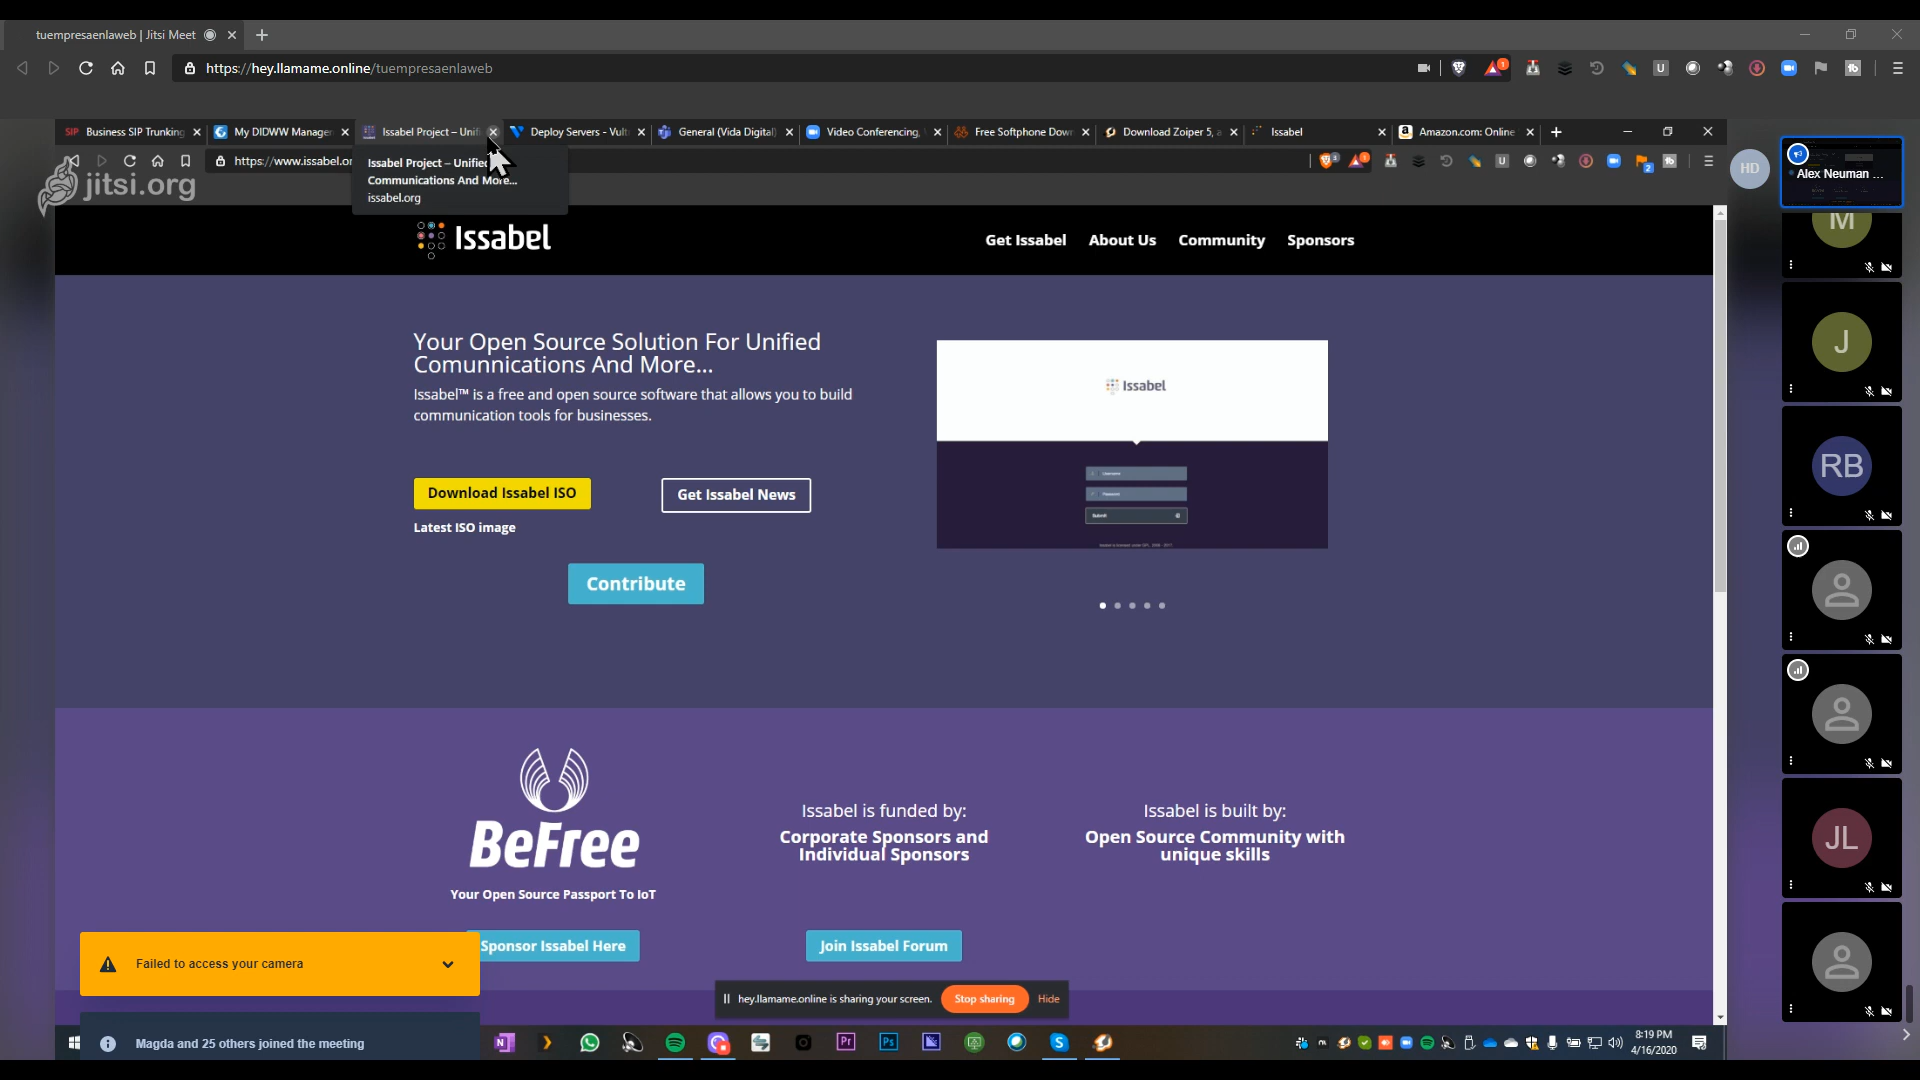 tuempresaenlaweb | Jitsi Meet
https://hey.llamame.online/tuempresaenlaweb
SIP Business SIP Trunking
My DIDWW Manage
Issabel Project – Unifi
Deploy Servers - Vult
General (Vida Digital)
Video Conferencing,
Free Softphone Dow
Download Zoiper 5, a
Issabel
Amazon.com: Online
https://www.issabel.or
Issabel Project – Unified
Communications And More...
issabel.org
jitsi.org
HD
Alex Neuman ...
Issabel
Get Issabel
About Us
Community
Sponsors
Your Open Source Solution For Unified
Comunnications And More...
Issabel™ is a free and open source software that allows you to build
communication tools for businesses.
Download Issabel ISO
Get Issabel News
Latest ISO image
Contribute
Issabel
Username
Password
Submit
M
J
RB
JL
BeFree
Your Open Source Passport To IoT
Issabel is funded by:
Corporate Sponsors and
Individual Sponsors
Issabel is built by:
Open Source Community with
unique skills
Sponsor Issabel Here
Join Issabel Forum
Failed to access your camera
hey.llamame.online is sharing your screen.
Stop sharing
Hide
Magda and 25 others joined the meeting
8:19 PM
4/16/2020